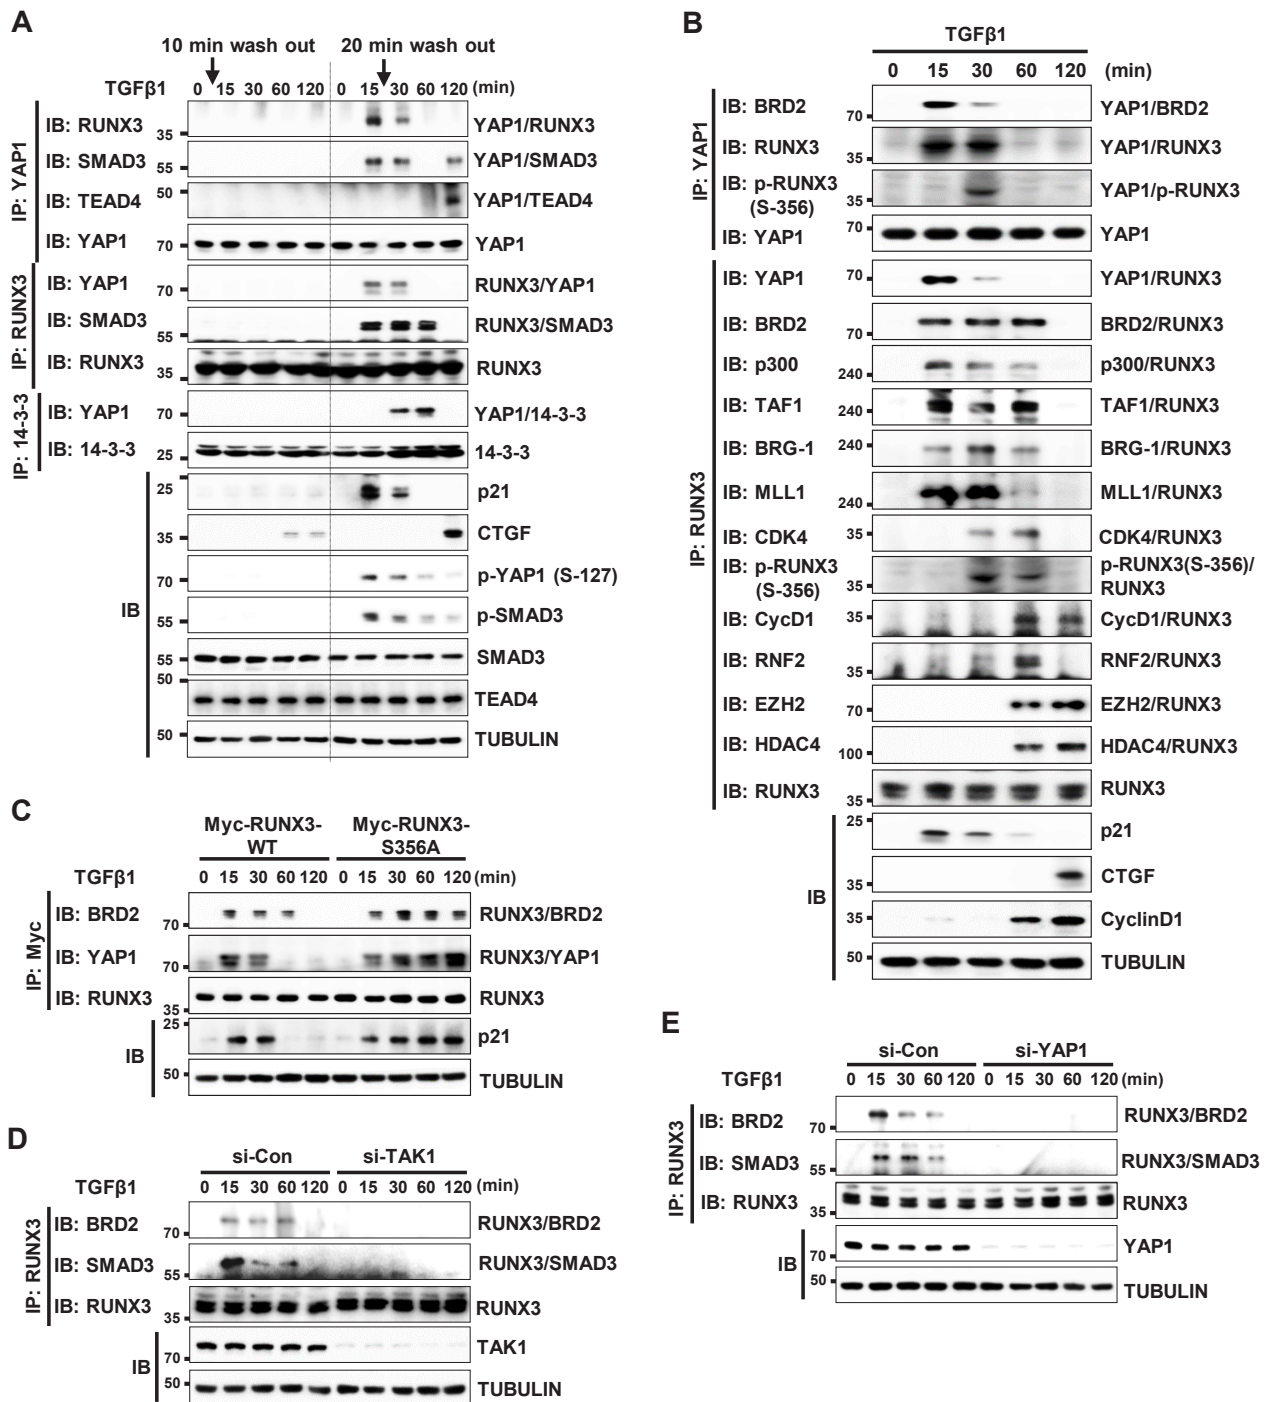 A
10 min wash out 20 min wash out
TGFβ1 0 15 30 60 120 0 15 30 60 120 (min)
IP: YAP1
IB: RUNX3 35 YAP1/RUNX3
IB: SMAD3 55 YAP1/SMAD3
IB: TEAD4 50 YAP1/TEAD4
IB: YAP1 70 YAP1
IP: RUNX3
IB: YAP1 70 RUNX3/YAP1
IB: SMAD3 55 RUNX3/SMAD3
IB: RUNX3 35 RUNX3
IP: 14-3-3
IB: YAP1 70 YAP1/14-3-3
IB: 14-3-3 25 14-3-3
IB
25 p21
35 CTGF
70 p-YAP1 (S-127)
55 p-SMAD3
55 SMAD3
50 TEAD4
50 TUBULIN
B
TGFβ1
0 15 30 60 120 (min)
IP: YAP1
IB: BRD2 70 YAP1/BRD2
IB: RUNX3 35 YAP1/RUNX3
IB: p-RUNX3
(S-356) 35 YAP1/p-RUNX3
IB: YAP1 70 YAP1
IP: RUNX3
IB: YAP1 70 YAP1/RUNX3
IB: BRD2 70 BRD2/RUNX3
IB: p300 240 p300/RUNX3
IB: TAF1 240 TAF1/RUNX3
IB: BRG-1 240 BRG-1/RUNX3
IB: MLL1 240 MLL1/RUNX3
IB: CDK4 35 CDK4/RUNX3
IB: p-RUNX3 p-RUNX3(S-356)/
(S-356) 35 RUNX3
IB: CycD1 35 CycD1/RUNX3
IB: RNF2 35 RNF2/RUNX3
IB: EZH2 70 EZH2/RUNX3
IB: HDAC4 100 HDAC4/RUNX3
IB: RUNX3 35 RUNX3
IB
25 p21
35 CTGF
35 CyclinD1
50 TUBULIN
C
Myc-RUNX3- Myc-RUNX3-
WT S356A
TGFβ1 0 15 30 60 120 0 15 30 60 120 (min)
IP: Myc
IB: BRD2 70 RUNX3/BRD2
IB: YAP1 70 RUNX3/YAP1
IB: RUNX3 35 RUNX3
IB
25 p21
50 TUBULIN
D
si-Con si-TAK1
TGFβ1 0 15 30 60 120 0 15 30 60 120 (min)
IP: RUNX3
IB: BRD2 70 RUNX3/BRD2
IB: SMAD3 55 RUNX3/SMAD3
IB: RUNX3 35 RUNX3
IB
70 TAK1
50 TUBULIN
E
si-Con si-YAP1
TGFβ1 0 15 30 60 120 0 15 30 60 120 (min)
IP: RUNX3
IB: BRD2 70 RUNX3/BRD2
IB: SMAD3 55 RUNX3/SMAD3
IB: RUNX3 35 RUNX3
IB
70 YAP1
50 TUBULIN